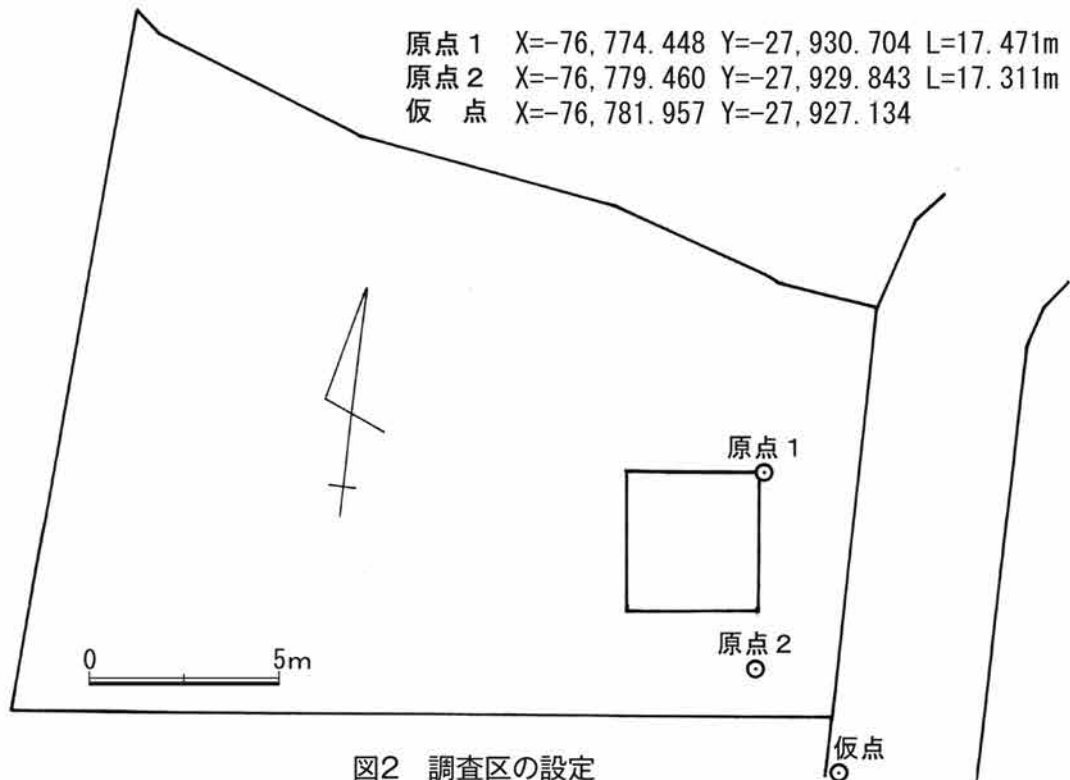 原点1 X=-76,774.448 Y=-27,930.704 L=17.471m
原点2 X=-76,779.460 Y=-27,929.843 L=17.311m
仮 点 X=-76,781.957 Y=-27,927.134
原点1
原点2
0 5m
仮点
図2 調査区の設定